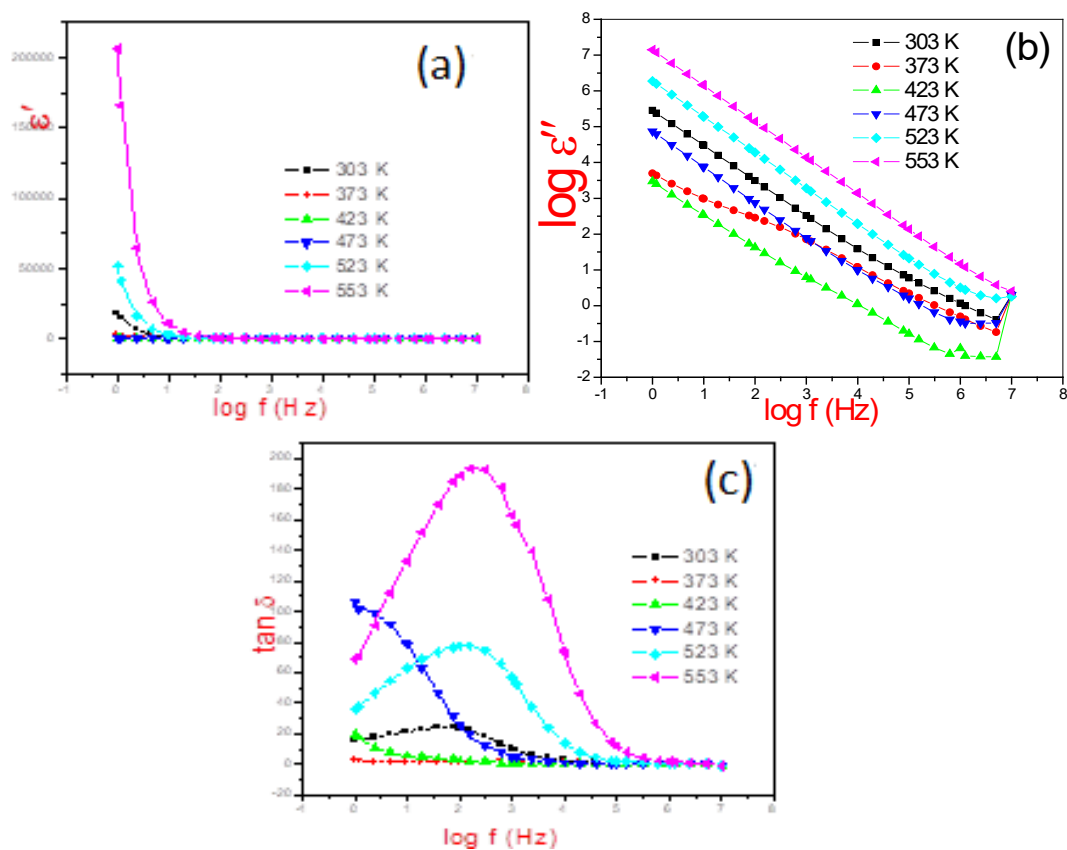 (a)
200000
150000
100000
50000
0
ε'
303 K
373 K
423 K
473 K
523 K
553 K
-1 0 1 2 3 4 5 6 7 8
log f (Hz)
(b)
8
7
6
5
4
3
2
1
0
-1
-2
log ε''
303 K
373 K
423 K
473 K
523 K
553 K
-1 0 1 2 3 4 5 6 7 8
log f (Hz)
(c)
200
180
160
140
120
100
80
60
40
20
0
-20
tan δ
303 K
373 K
423 K
473 K
523 K
553 K
-1 0 1 2 3 4 5 6 7 8
log f (Hz)